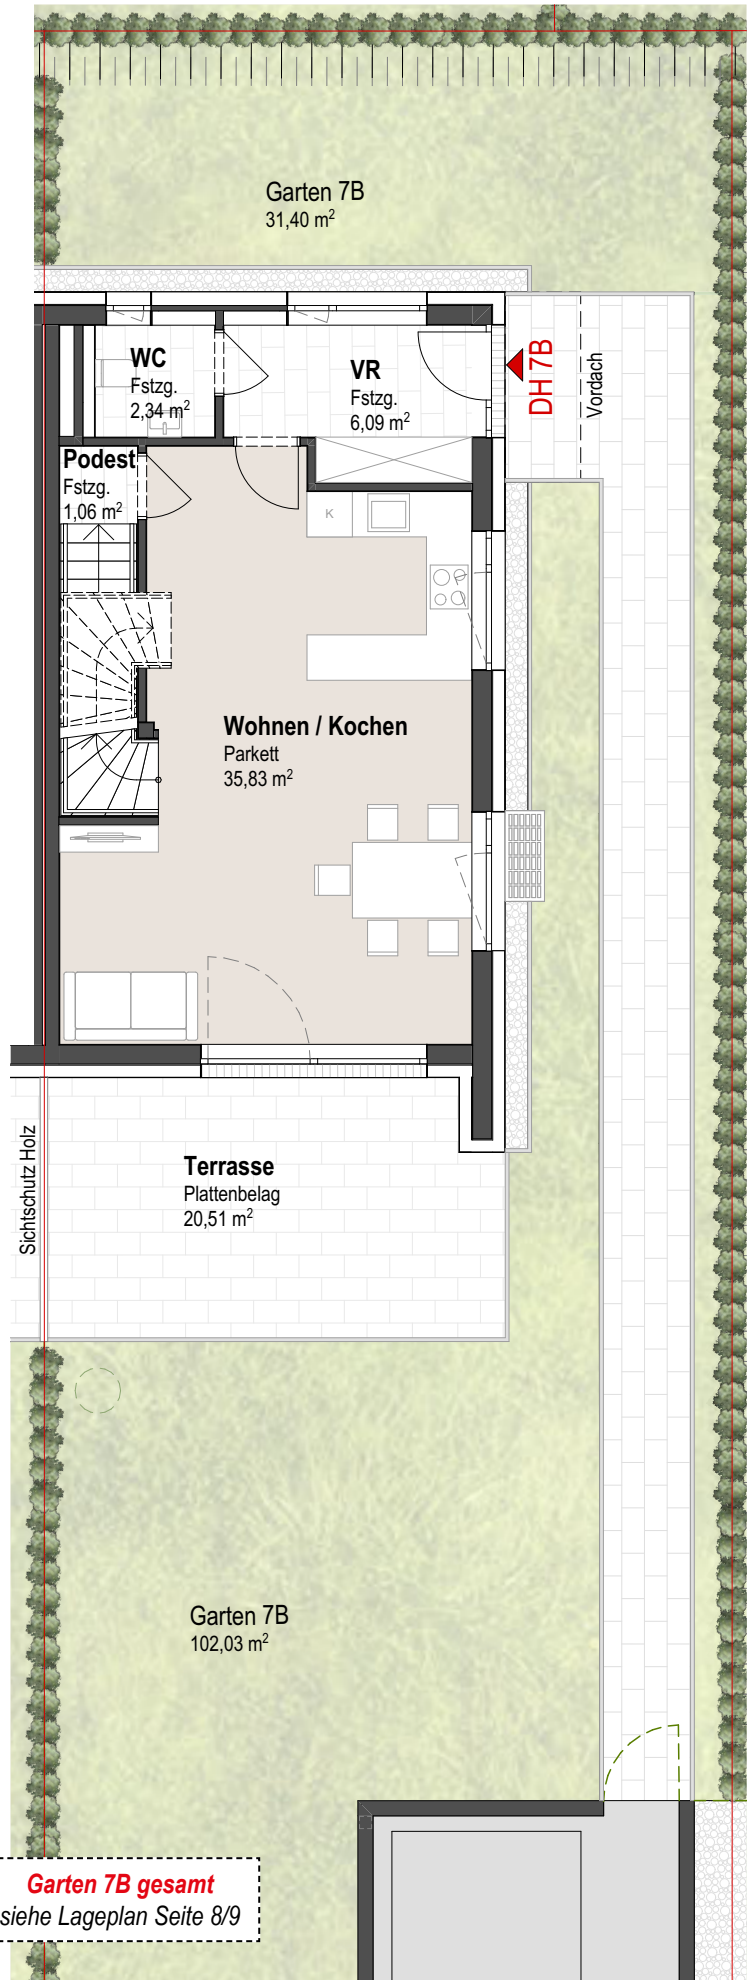 Garten 7B
31,40 m²
WC
Fstzg.
2,34 m²
VR
Fstzg.
6,09 m²
DH 7B
Vordach
Podest
Fstzg.
1,06 m²
K
Wohnen / Kochen
Parkett
35,83 m²
Sichtschutz Holz
Terrasse
Plattenbelag
20,51 m²
Garten 7B
102,03 m²
Garten 7B gesamt
siehe Lageplan Seite 8/9